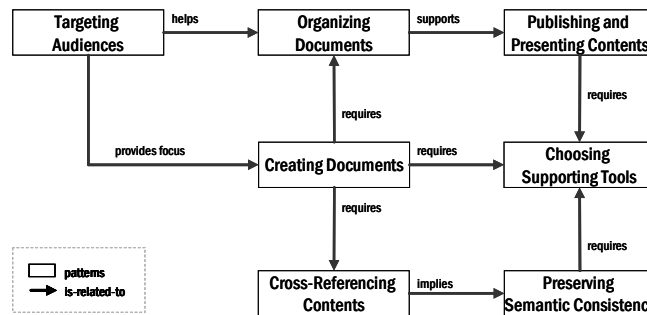 Targeting
Audiences
helps
Organizing
Documents
supports
Publishing and
Presenting Contents
requires
requires
provides focus
Creating Documents
requires
Choosing
Supporting Tools
requires
requires
patterns
is-related-to
Cross-Referencing
Contents
implies
Preserving
Semantic Consistenc